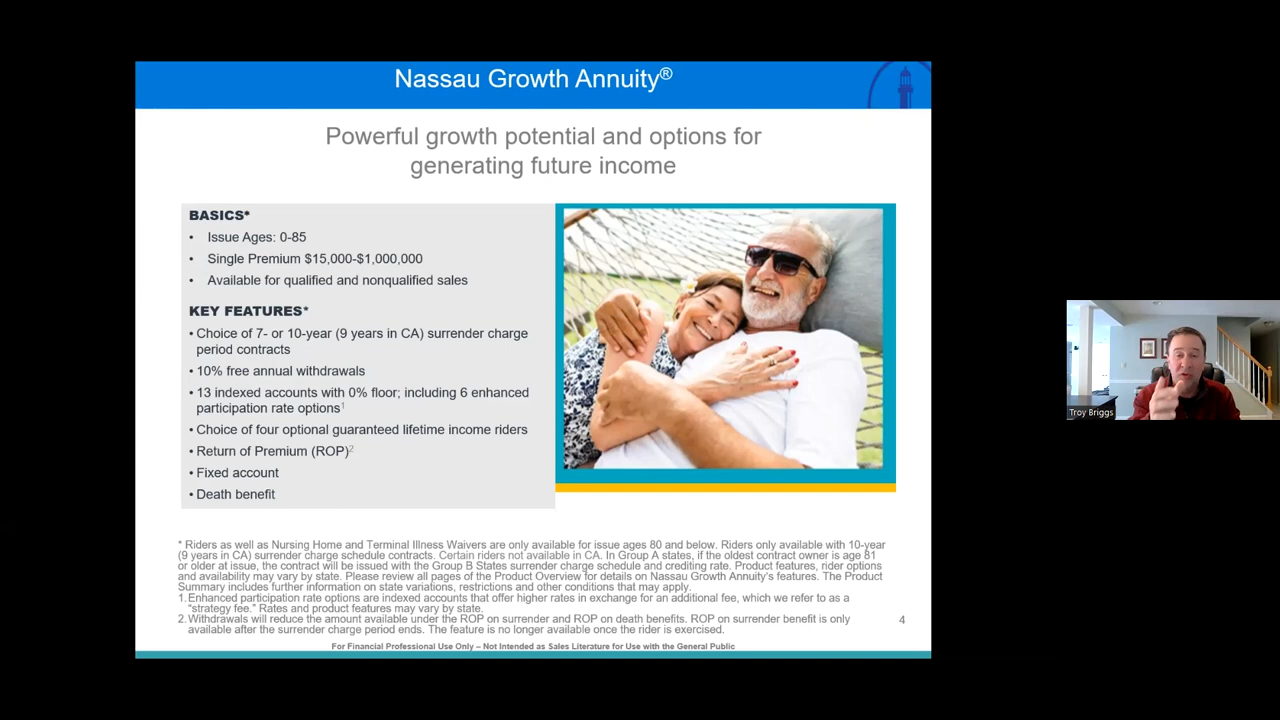 Nassau Growth Annuity®
Powerful growth potential and options for
generating future income
BASICS*
• Issue Ages: 0-85
• Single Premium $15,000-$1,000,000
• Available for qualified and nonqualified sales
KEY FEATURES*
• Choice of 7- or 10-year (9 years in CA) surrender charge
period contracts
• 10% free annual withdrawals
• 13 indexed accounts with 0% floor; including 6 enhanced
participation rate options¹
• Choice of four optional guaranteed lifetime income riders
• Return of Premium (ROP)²
• Fixed account
• Death benefit
* Riders as well as Nursing Home and Terminal Illness Waivers are only available for issue ages 80 and below. Riders only available with 10-year
(9 years in CA) surrender charge schedule contracts. Certain riders not available in CA. In Group A states, if the oldest contract owner is age 81
or older at issue, the contract will be issued with the Group B States surrender charge schedule and crediting rate. Product features, rider options
and availability may vary by state. Please review all pages of the Product Overview for details on Nassau Growth Annuity's features. The Product
Summary includes further information on state variations, restrictions and other conditions that may apply.
1. Enhanced participation rate options are indexed accounts that offer higher rates in exchange for an additional fee, which we refer to as a
"strategy fee." Rates and product features may vary by state.
2. Withdrawals will reduce the amount available under the ROP on surrender and ROP on death benefits. ROP on surrender benefit is only
available after the surrender charge period ends. The feature is no longer available once the rider is exercised.
4
For Financial Professional Use Only – Not Intended as Sales Literature for Use with the General Public
Troy Briggs